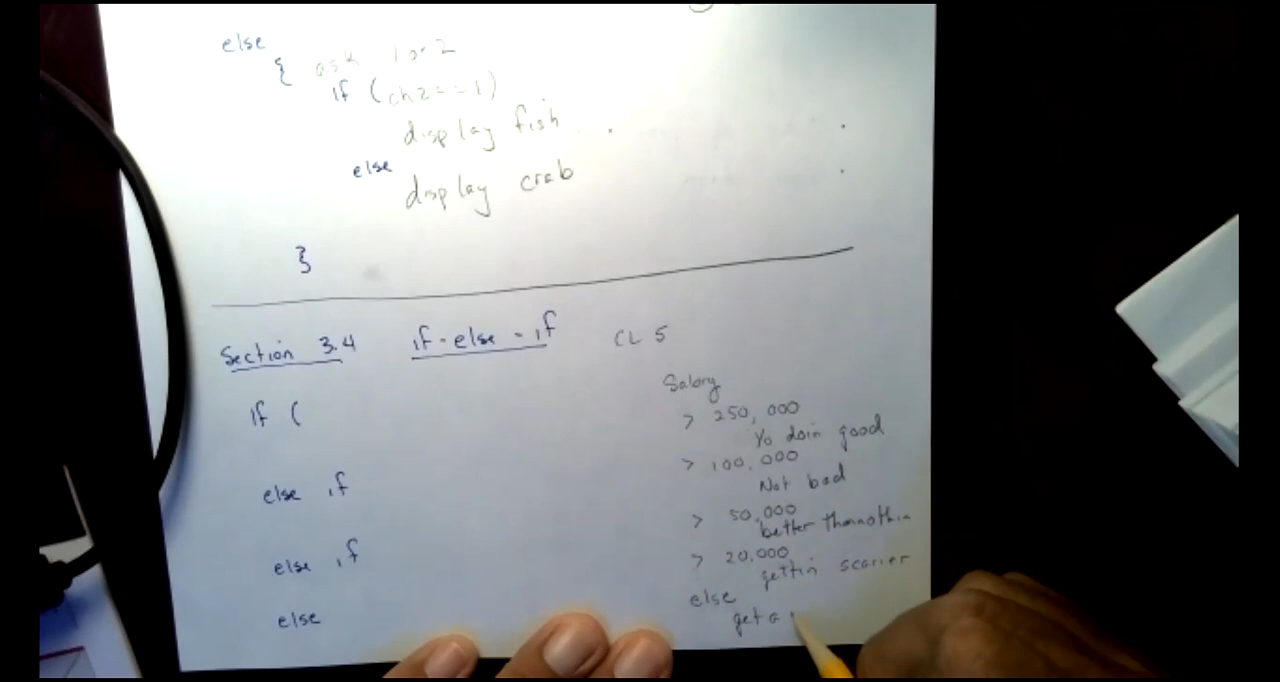 else
{ ask 1 or 2
if (ch2 == 1)
display fish
else
display crab
}
Section 3.4 if-else-if CL 5
Salary
if (
> 250,000
Yo doin good
> 100,000
Not bad
else if
> 50,000
better than nothin
> 20,000
gettin scarier
else if
else
get a
else